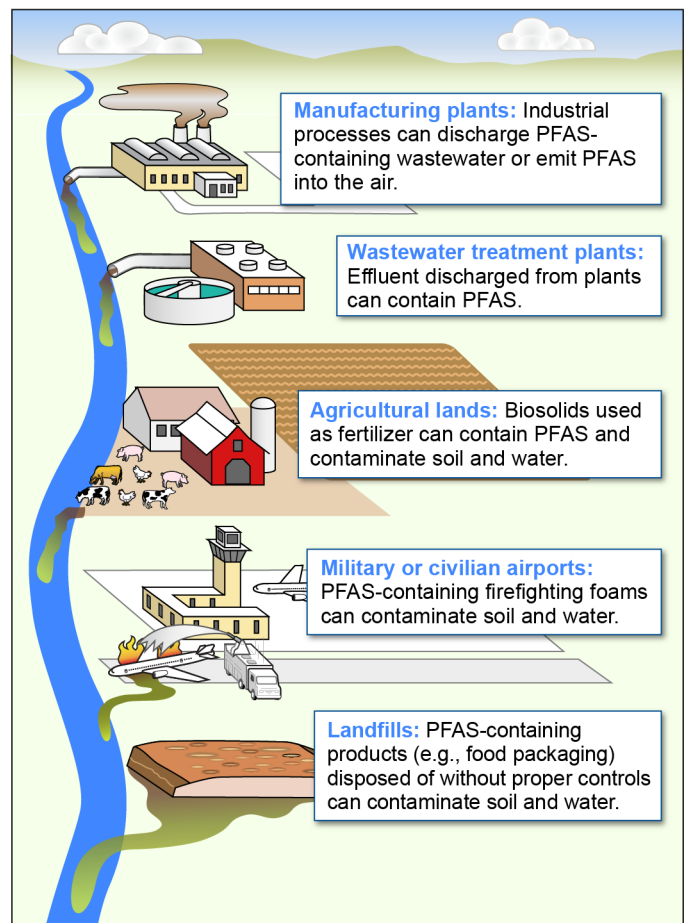 Manufacturing plants: Industrial
processes can discharge PFAS-
containing wastewater or emit PFAS
into the air.
Wastewater treatment plants:
Effluent discharged from plants
can contain PFAS.
Agricultural lands: Biosolids used
as fertilizer can contain PFAS and
contaminate soil and water.
Military or civilian airports:
PFAS-containing firefighting foams
can contaminate soil and water.
Landfills: PFAS-containing
products (e.g., food packaging)
disposed of without proper controls
can contaminate soil and water.